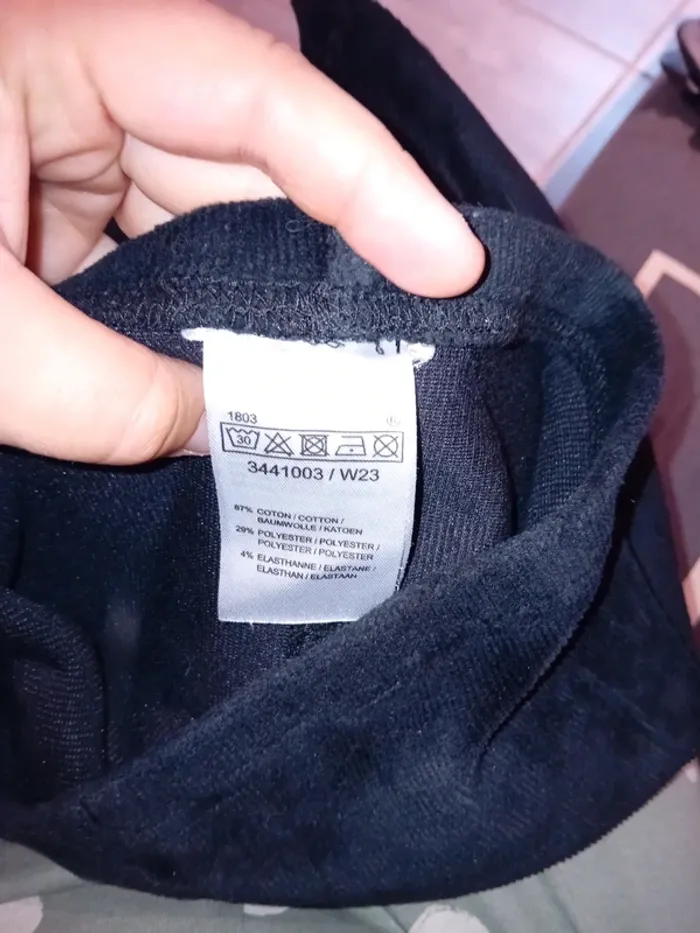 1803
30
3441003 / W23
67% COTON / COTTON /
BAUMWOLLE / KATOEN
29% POLYESTER / POLYESTER /
POLYESTER / POLYESTER
4% ELASTHANNE / ELASTANE /
ELASTHAN / ELASTAAN